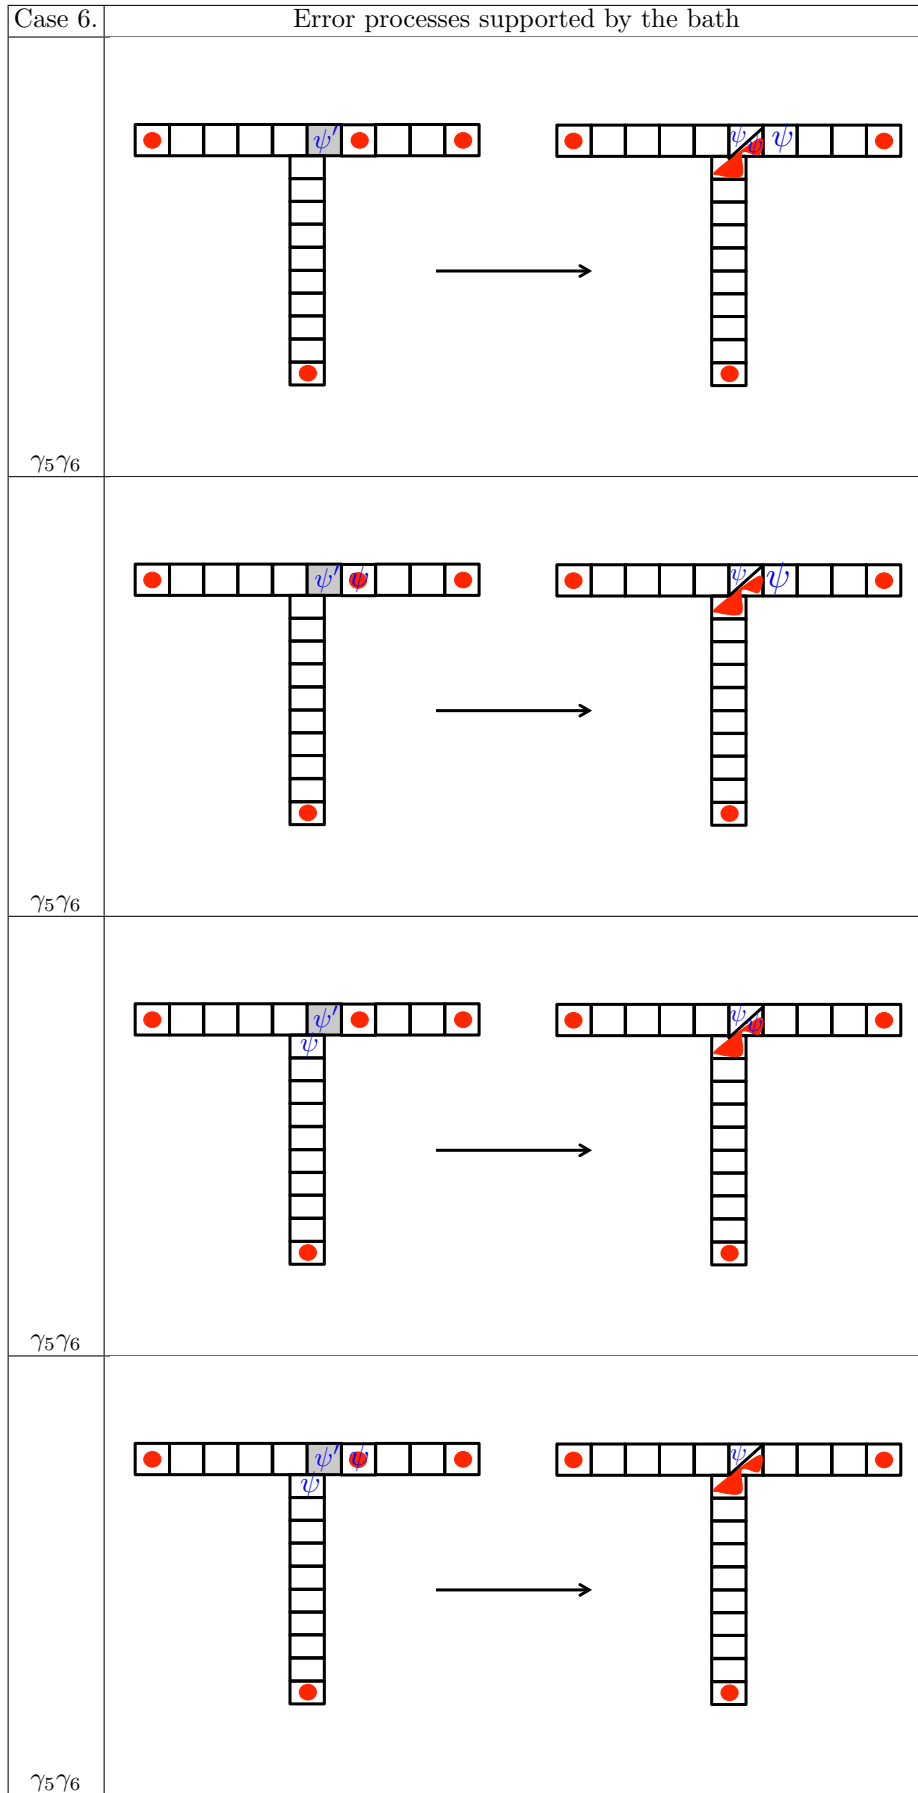 Case 6. Error processes supported by the bath
ψ′ ψ ψ ψ
γ₅γ₆
ψ′ ψ ψ ψ
γ₅γ₆
ψ′ ψ ψ
ψ
γ₅γ₆
ψ′ ψ ψ
ψ
γ₅γ₆